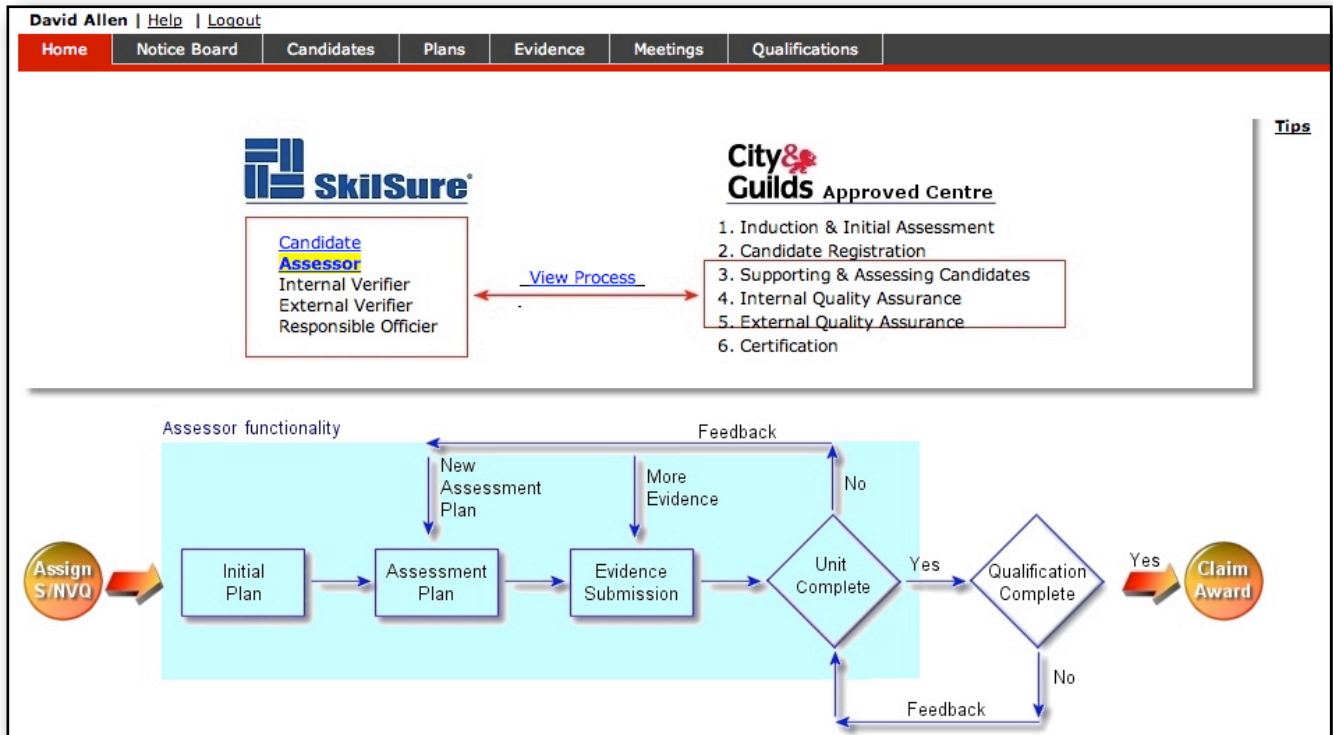 David Allen | Help | Logout
Home Notice Board Candidates Plans Evidence Meetings Qualifications
Tips
SkilSure
Candidate
Assessor
Internal Verifier
External Verifier
Responsible Officier
View Process
City&
Guilds Approved Centre
1. Induction & Initial Assessment
2. Candidate Registration
3. Supporting & Assessing Candidates
4. Internal Quality Assurance
5. External Quality Assurance
6. Certification
Assessor functionality
Feedback
New
Assessment
Plan
More
Evidence
No
Assign
S/NVQ
Initial
Plan
Assessment
Plan
Evidence
Submission
Unit
Complete
Yes
Qualification
Complete
Yes
Claim
Award
No
Feedback